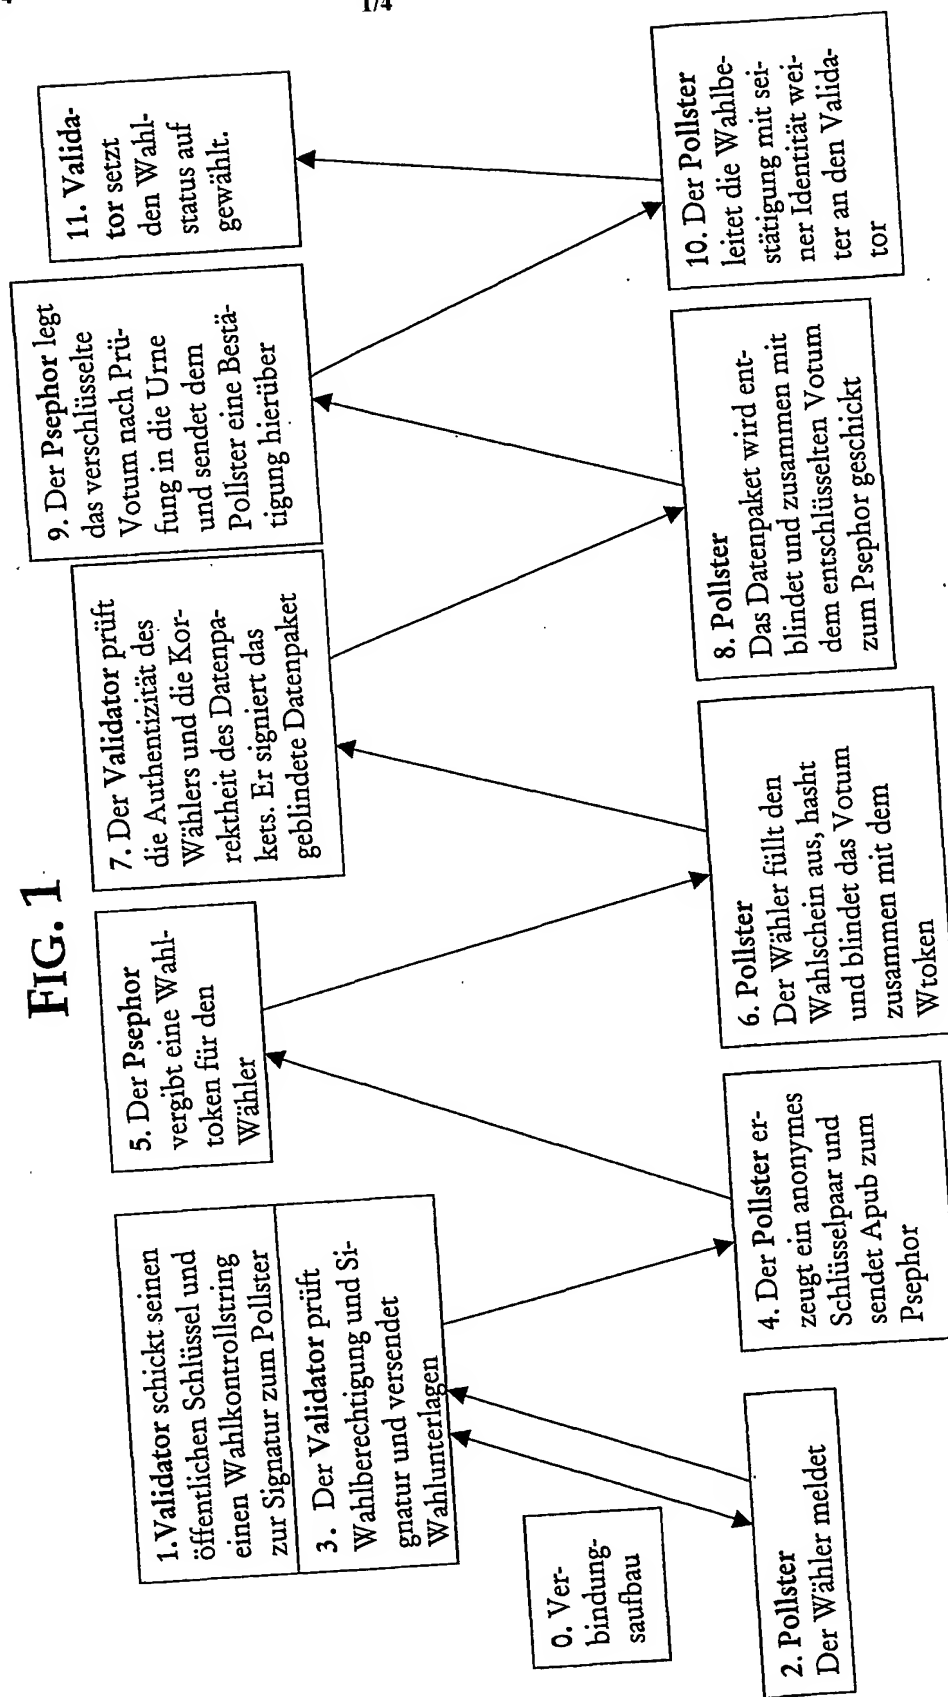 1/4
FIG. 1
0. Ver-
bindung-
saufbau
1. Validator schickt seinen
öffentlichen Schlüssel und
einen Wahlkontrollstring
zur Signatur zum Pollster
2. Pollster
Der Wähler meldet
3. Der Validator prüft
Wahlberechtigung und Si-
gnatur und versendet
Wahlunterlagen
4. Der Pollster er-
zeugt ein anonymes
Schlüsselpaar und
sendet Apub zum
Psephor
5. Der Psephor
vergibt eine Wahl-
token für den
Wähler
6. Pollster
Der Wähler füllt den
Wahlschein aus, hasht
und blindet das Votum
zusammen mit dem
Wtoken
7. Der Validator prüft
die Authentizität des
Wählers und die Kor-
rektheit des Datenpa-
kets. Er signiert das
geblindete Datenpaket
8. Pollster
Das Datenpaket wird ent-
blindet und zusammen mit
dem entschlüsselten Votum
zum Psephor geschickt
9. Der Psephor legt
das verschlüsselte
Votum nach Prü-
fung in die Urne
und sendet dem
Pollster eine Bestä-
tigung hierüber
10. Der Pollster
leitet die Wahlbe-
stätigung mit sei-
ner Identität wei-
ter an den Valida-
tor
11. Valida-
tor setzt
den Wahl-
status auf
gewählt.